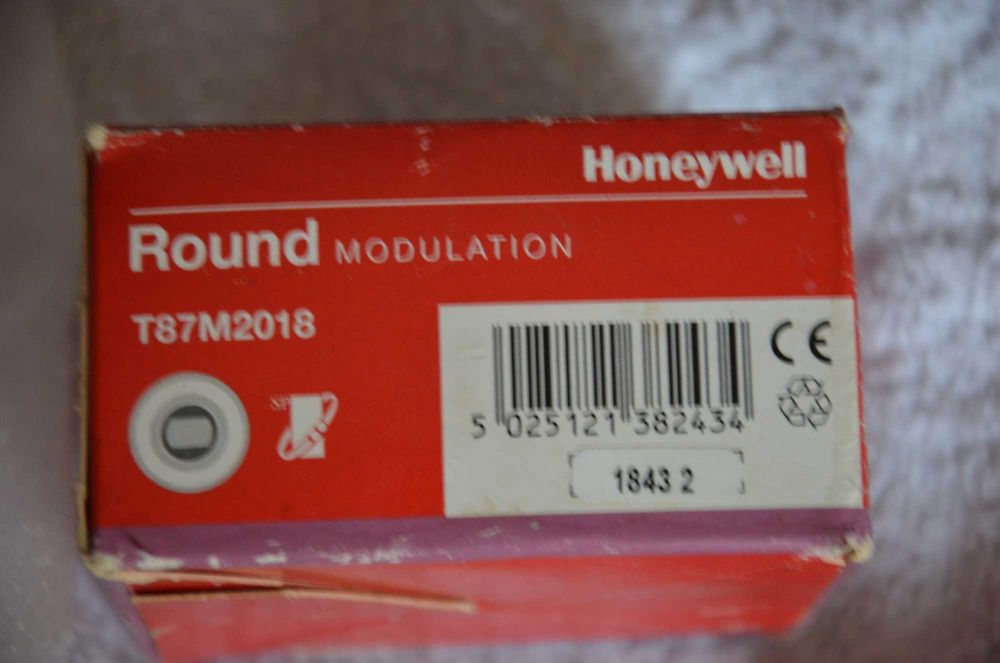 Honeywell
Round MODULATION
T87M2018
CE
5 025121 382434
1843 2